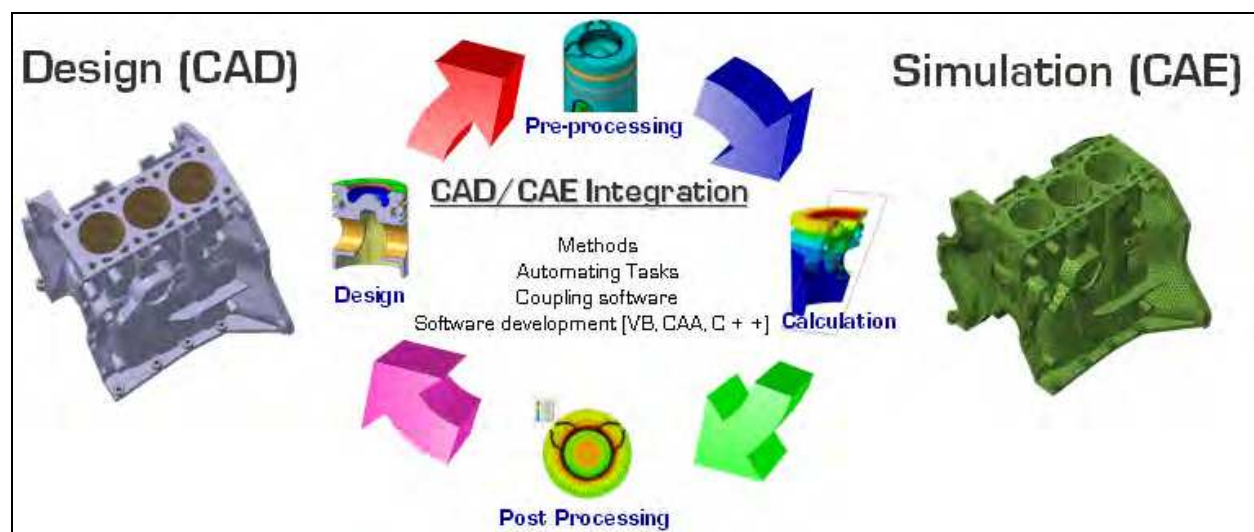 Design (CAD)
Simulation (CAE)
Pre-processing
CAD/CAE Integration
Methods
Automating Tasks
Coupling software
Software development [VB, CAA, C + +]
Design
Calculation
Post Processing